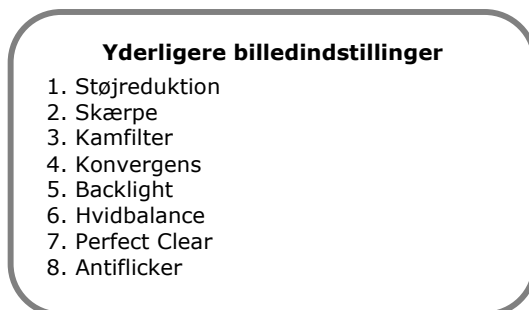 Yderligere billedindstillinger
1. Støjreduktion
2. Skærpe
3. Kamfilter
4. Konvergens
5. Backlight
6. Hvidbalance
7. Perfect Clear
8. Antiflicker